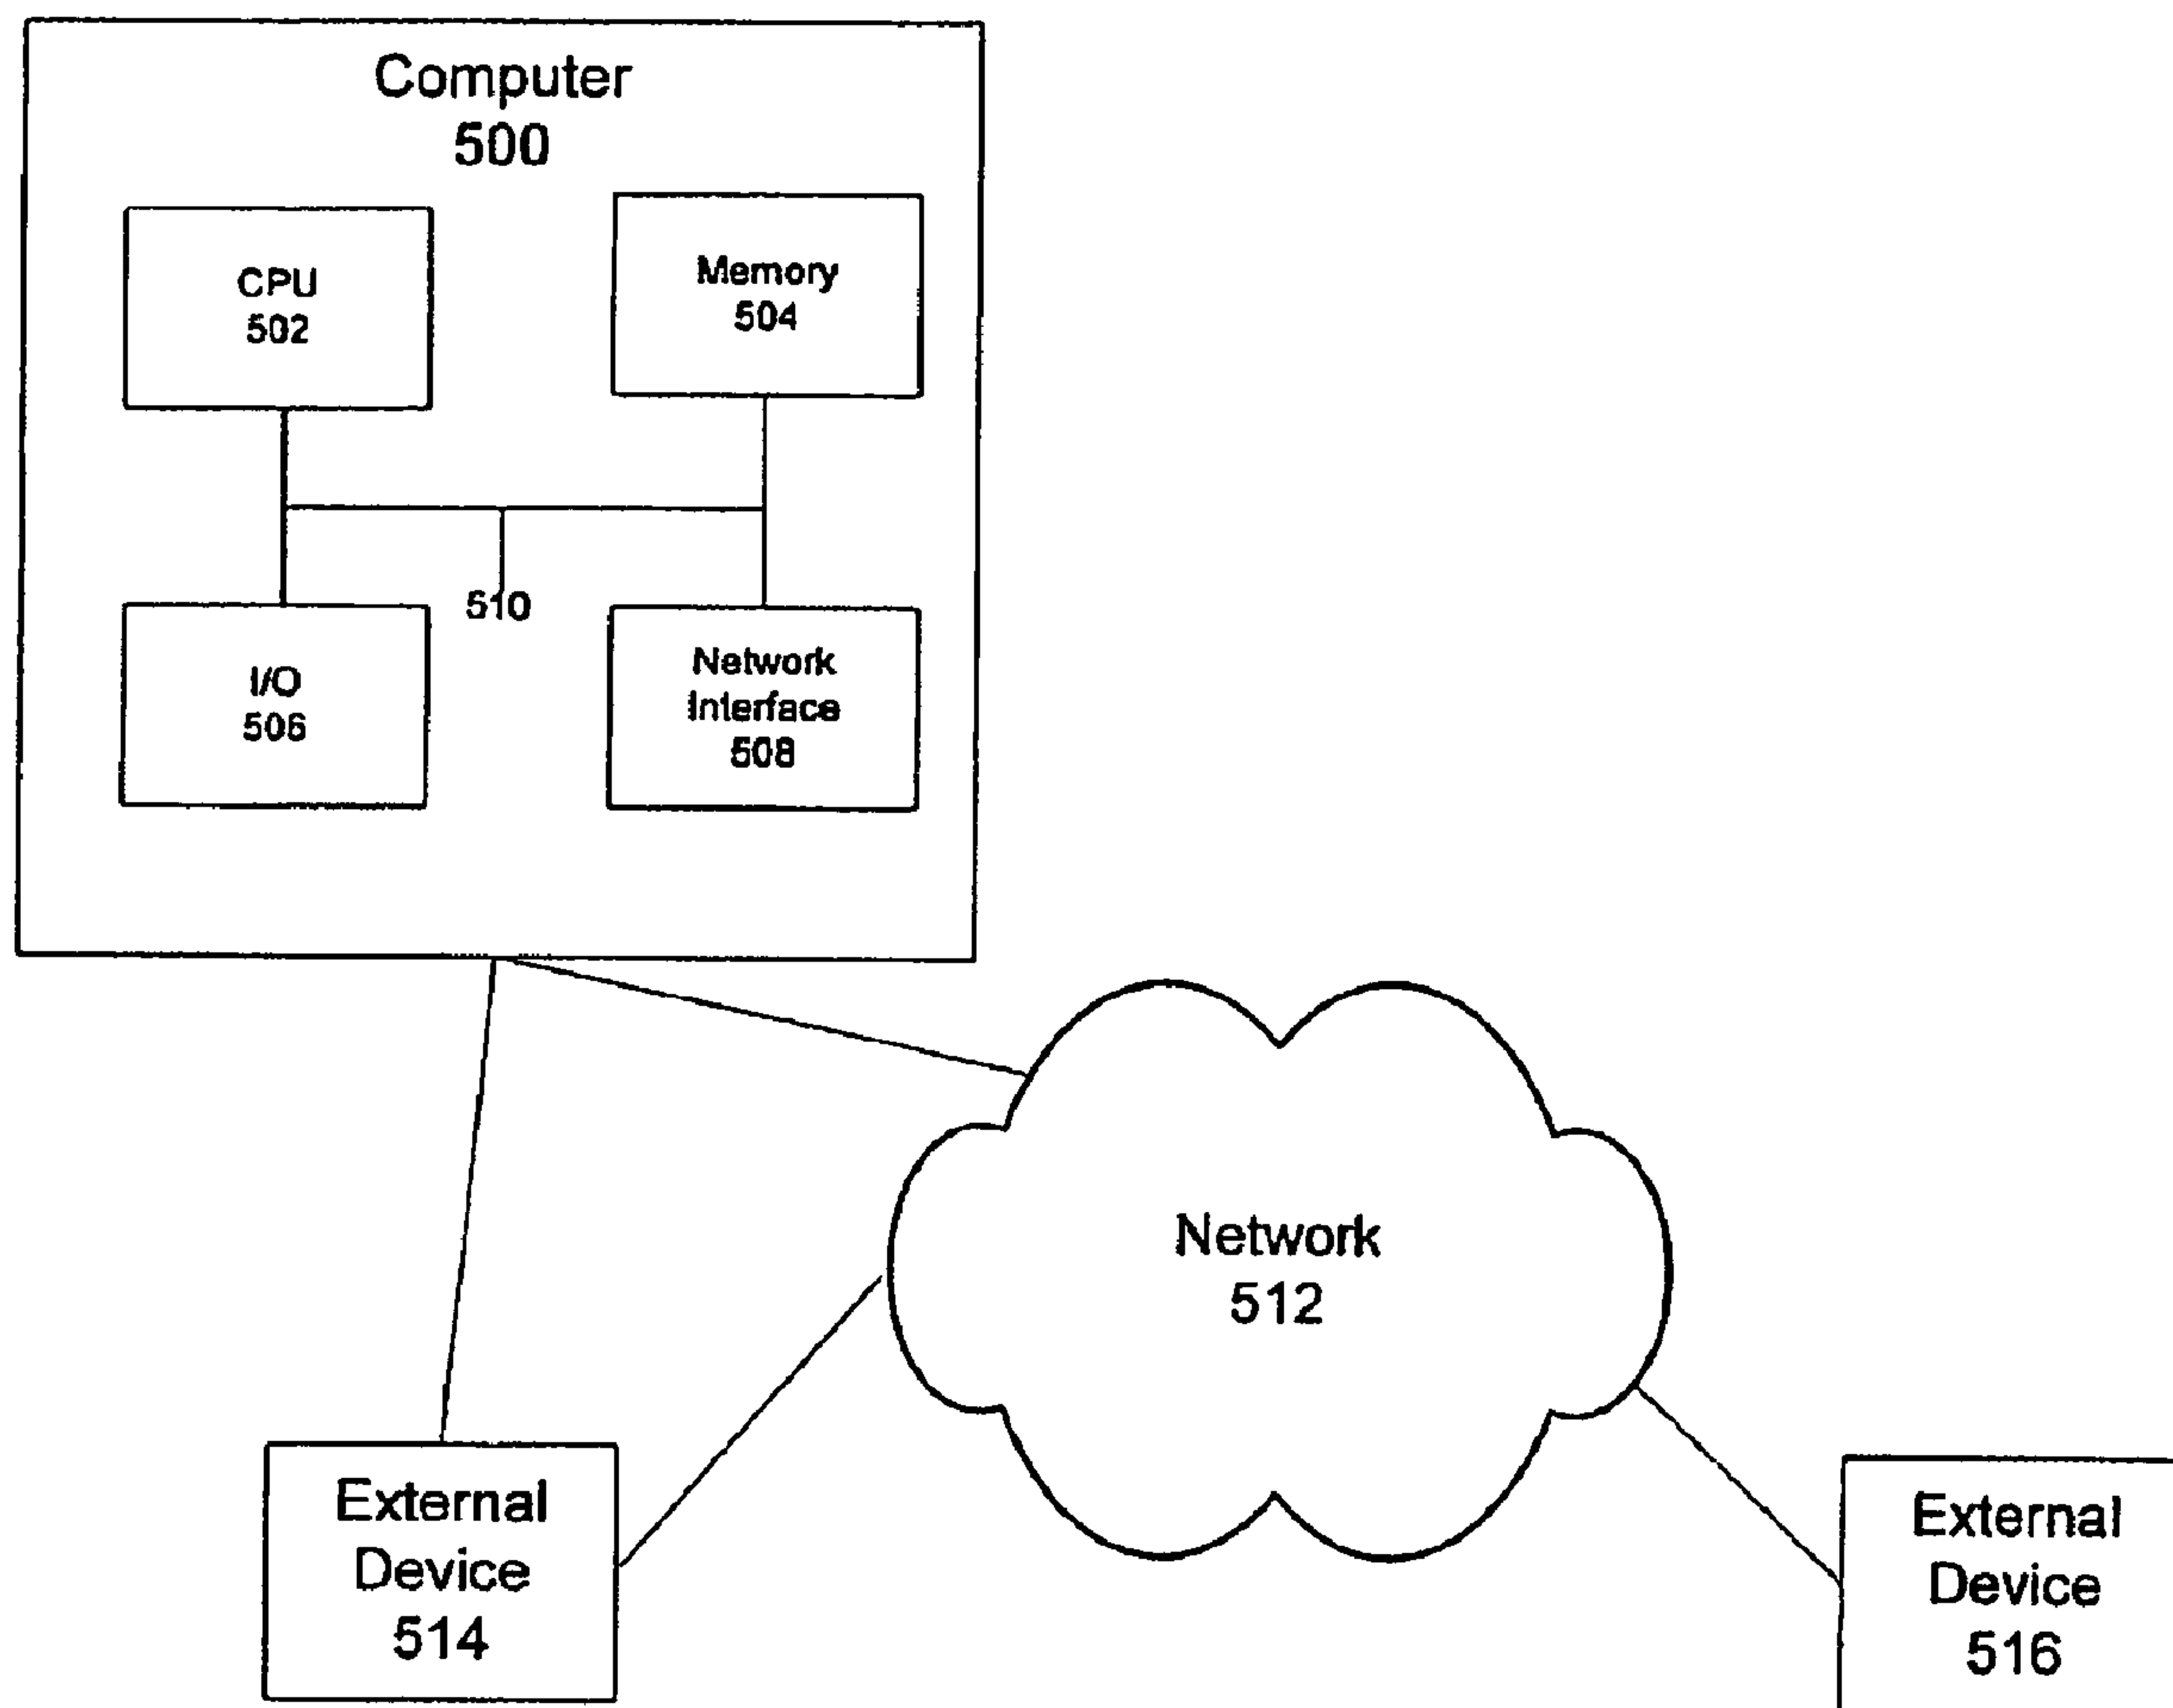 Computer
500
CPU
502
Memory
504
510
I/O
506
Network
Interface
508
Network
512
External
Device
514
External
Device
516